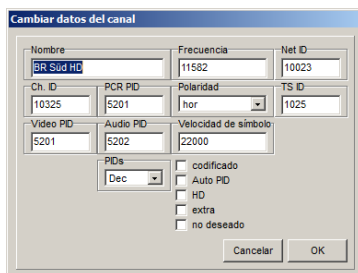 Cambiar datos del canal
Nombre Frecuencia Net ID
BR Süd HD 11582 10023
Ch. ID PCR PID Polaridad TS ID
10325 5201 hor 1025
Video PID Audio PID Velocidad de símbolo
5201 5202 22000
PIDs
Dec
codificado
Auto PID
HD
extra
no deseado
Cancelar OK